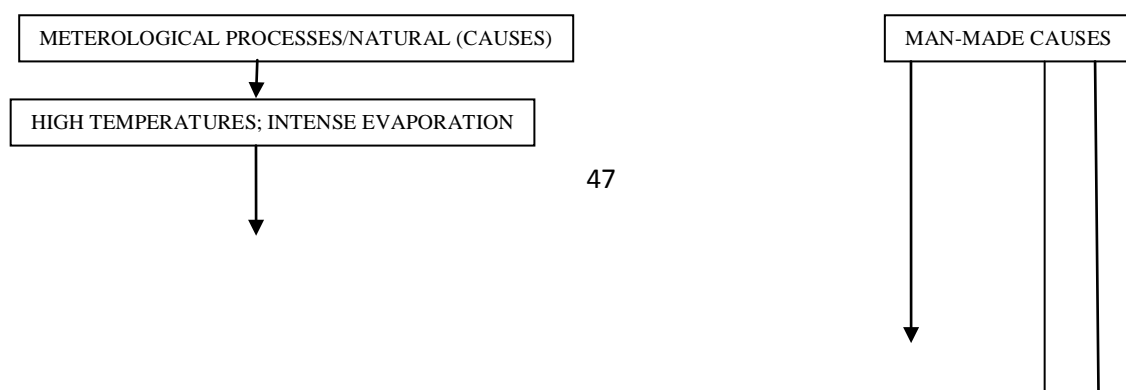 METEROLOGICAL PROCESSES/NATURAL (CAUSES)
MAN-MADE CAUSES
HIGH TEMPERATURES; INTENSE EVAPORATION
47